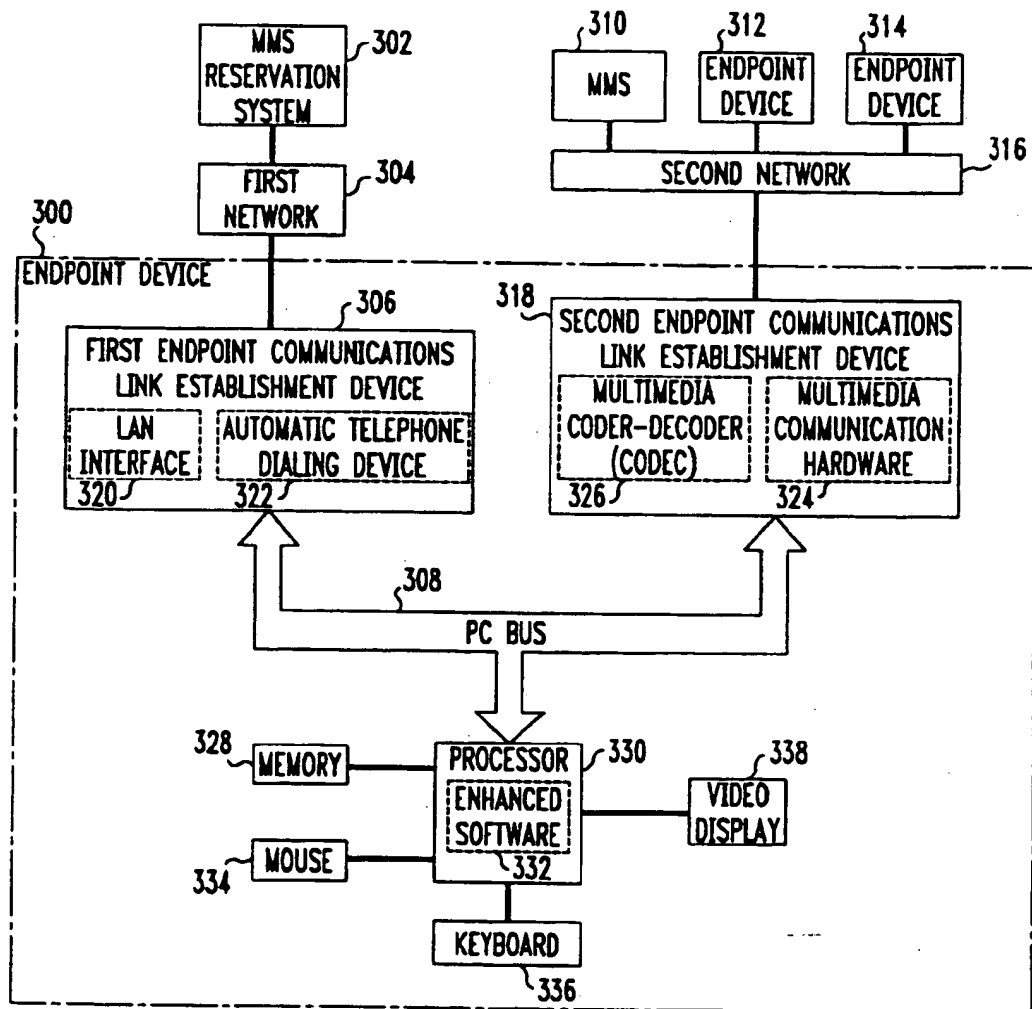 MMS
RESERVATION
SYSTEM
302
310
MMS
312
ENDPOINT
DEVICE
314
ENDPOINT
DEVICE
316
SECOND NETWORK
304
FIRST
NETWORK
300
ENDPOINT DEVICE
306
FIRST ENDPOINT COMMUNICATIONS
LINK ESTABLISHMENT DEVICE
LAN
INTERFACE
320
AUTOMATIC TELEPHONE
DIALING DEVICE
322
318
SECOND ENDPOINT COMMUNICATIONS
LINK ESTABLISHMENT DEVICE
MULTIMEDIA
CODER-DECODER
(CODEC)
326
MULTIMEDIA
COMMUNICATION
HARDWARE
324
308
PC BUS
328
MEMORY
PROCESSOR
330
ENHANCED
SOFTWARE
332
338
VIDEO
DISPLAY
334
MOUSE
KEYBOARD
336